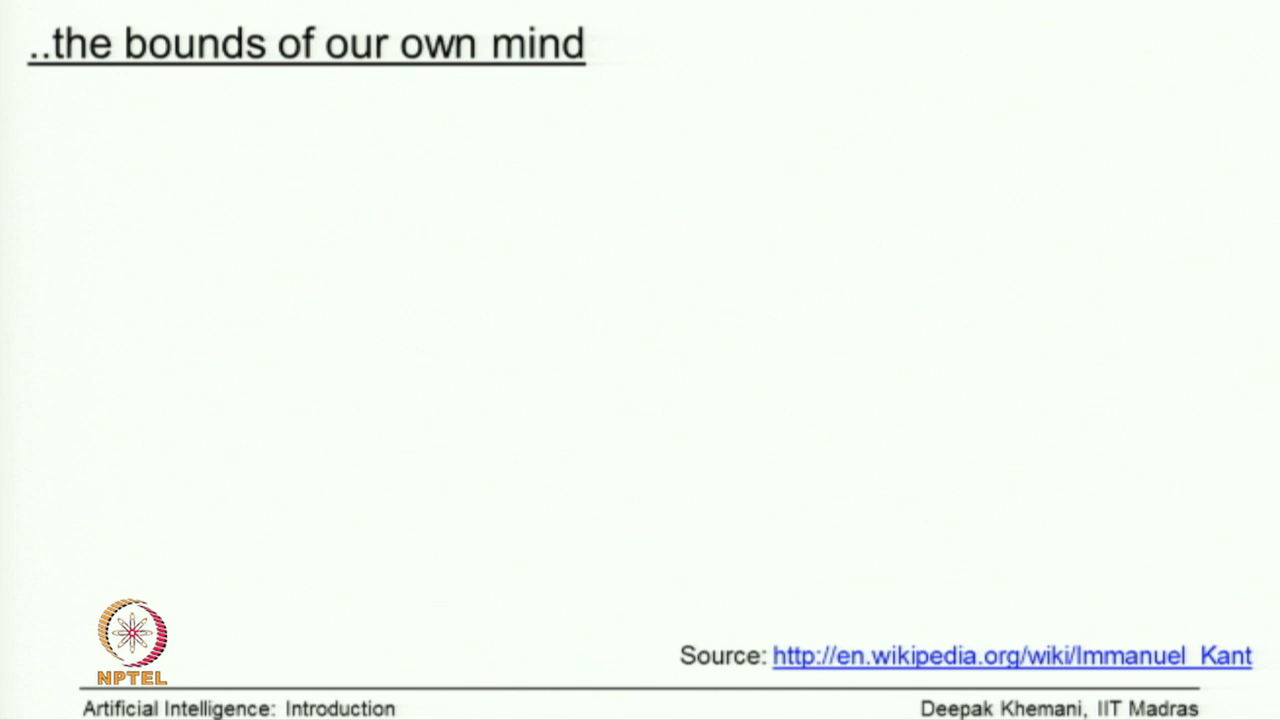 ..the bounds of our own mind
NPTEL
Source: http://en.wikipedia.org/wiki/Immanuel_Kant
Artificial Intelligence: Introduction
Deepak Khemani, IIT Madras